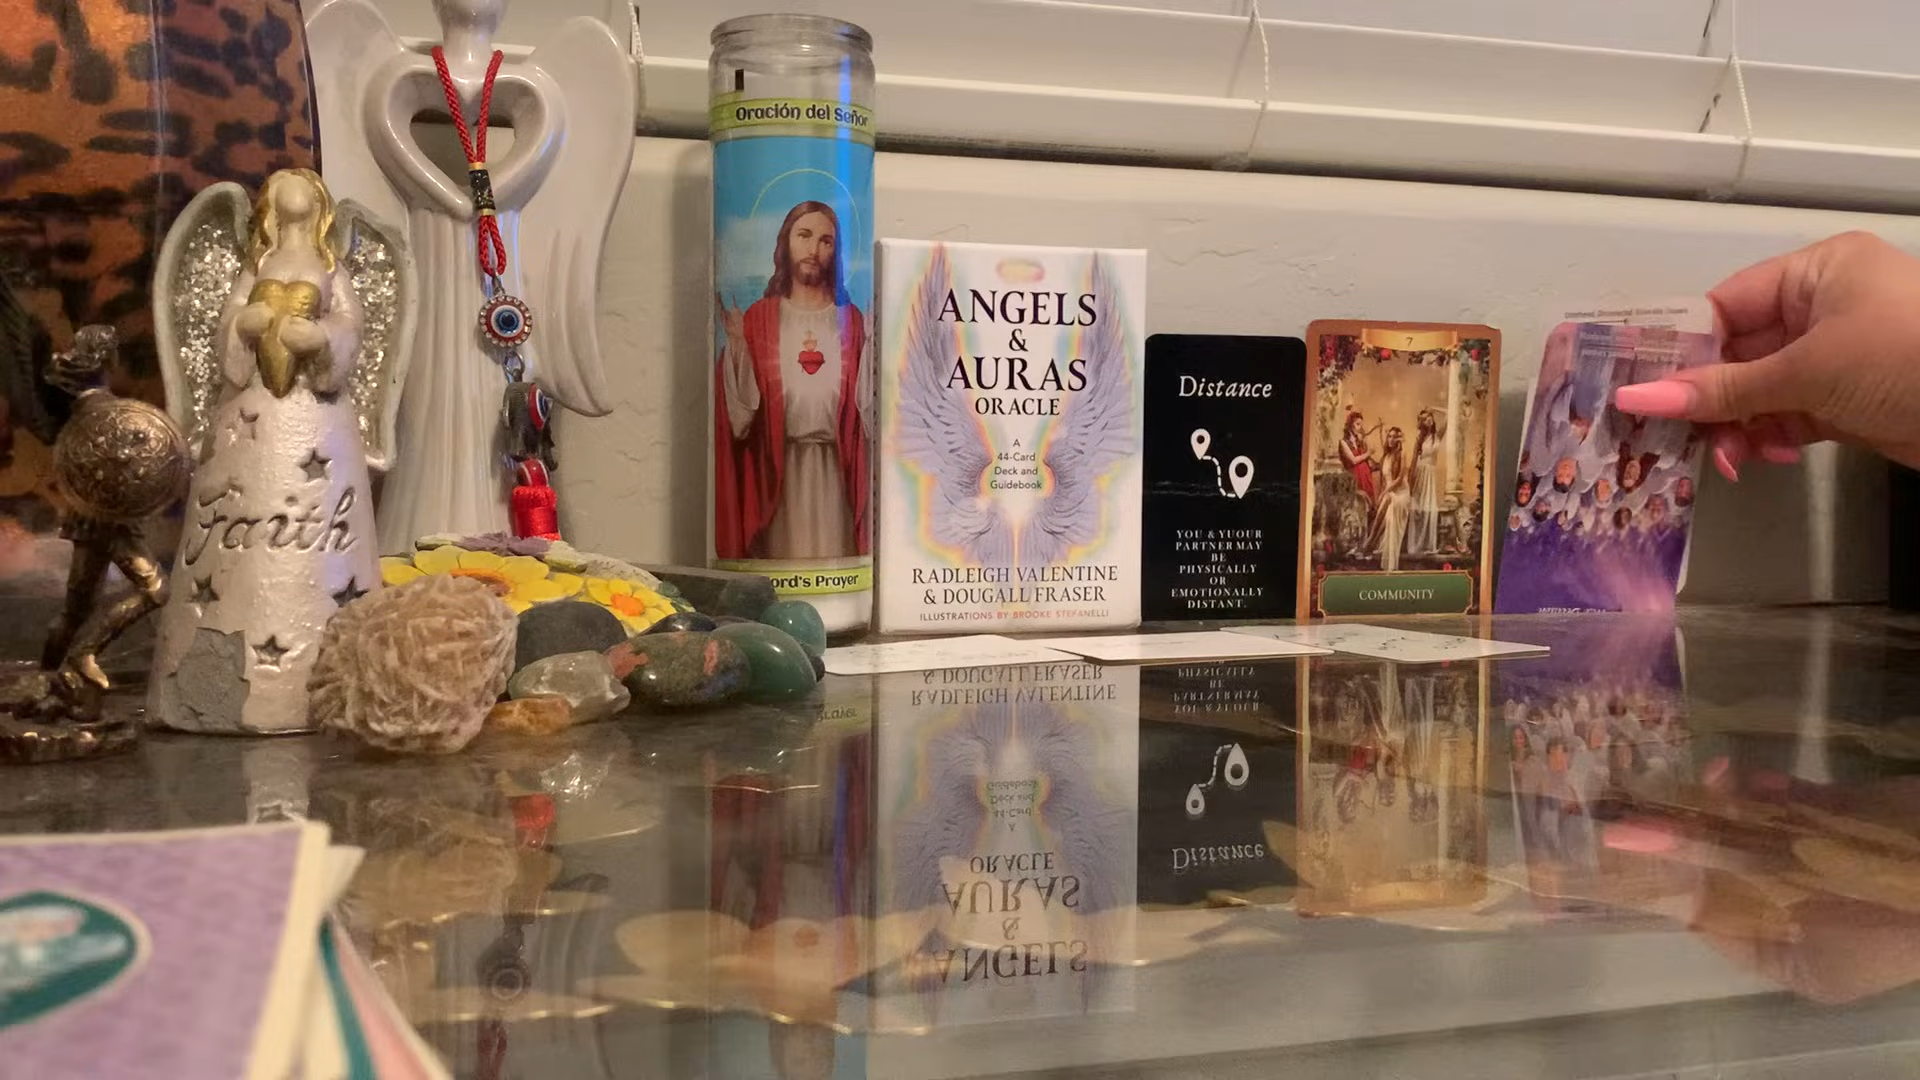 Faith
Oración del Señor
ord's Prayer
ANGELS
&
AURAS
ORACLE
A
44-Card
Deck and
Guidebook
RADLEIGH VALENTINE
& DOUGALL FRASER
ILLUSTRATIONS BY BROOKE STEFANELLI
Distance
YOU & YUOUR
PARTNER MAY
BE
PHYSICALLY
OR
EMOTIONALLY
DISTANT.
7
COMMUNITY